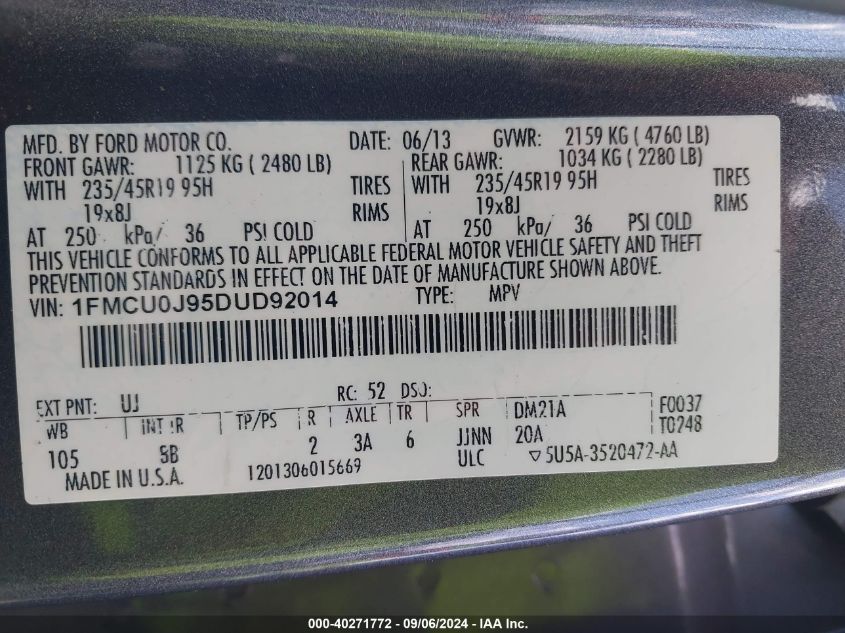 MFD. BY FORD MOTOR CO. DATE: 06/13 GVWR: 2159 KG ( 4760 LB)
FRONT GAWR: 1125 KG ( 2480 LB) REAR GAWR: 1034 KG ( 2280 LB)
WITH 235/45R19 95H TIRES WITH 235/45R19 95H TIRES
19x8J RIMS 19x8J RIMS
AT 250 kPa/ 36 PSI COLD AT 250 kPa/ 36 PSI COLD
THIS VEHICLE CONFORMS TO ALL APPLICABLE FEDERAL MOTOR VEHICLE SAFETY AND THEFT
PREVENTION STANDARDS IN EFFECT ON THE DATE OF MANUFACTURE SHOWN ABOVE.
VIN: 1FMCU0J95DUD92014 TYPE: MPV
EXT PNT: UJ RC: 52 DSO:
WB INT TR TP/PS R AXLE TR SPR DM21A F0037
105 SB 2 3A 6 JJNN 20A T0248
MADE IN U.S.A. 1201306015669 ULC ▽5U5A-3520472-AA
000-40271772 - 09/06/2024 - IAA Inc.